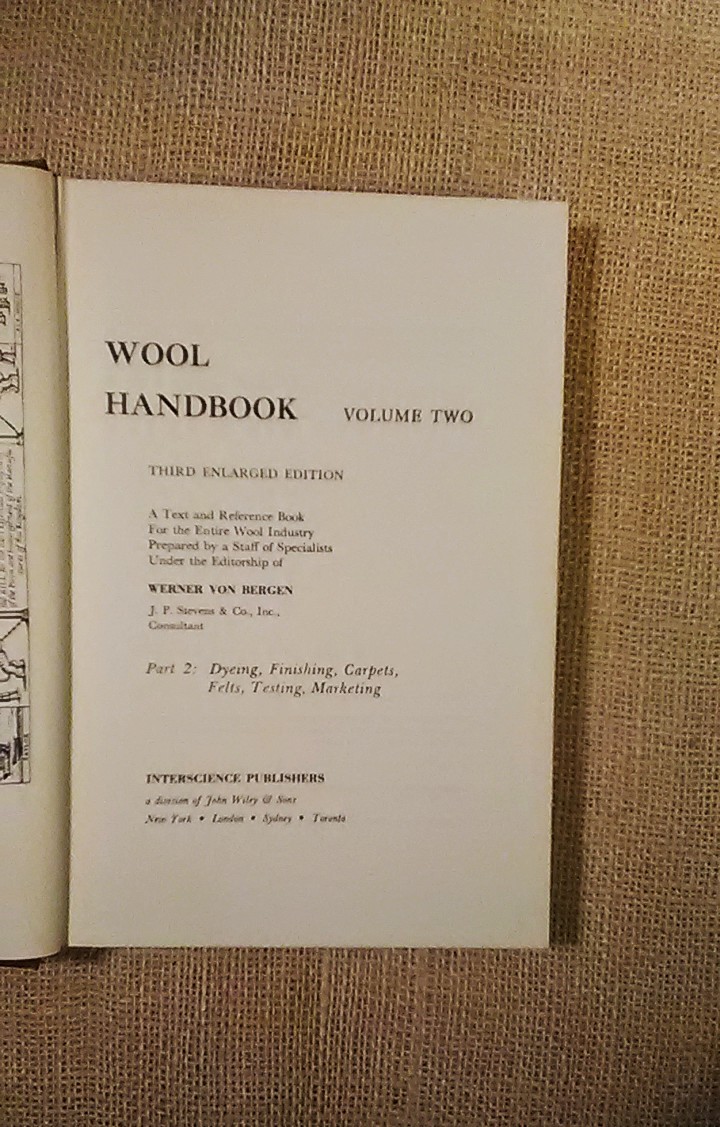 WOOL
HANDBOOK VOLUME TWO
THIRD ENLARGED EDITION
A Text and Reference Book
For the Entire Wool Industry
Prepared by a Staff of Specialists
Under the Editorship of
WERNER VON BERGEN
J. P. Stevens & Co., Inc.,
Consultant
Part 2: Dyeing, Finishing, Carpets,
Felts, Testing, Marketing
INTERSCIENCE PUBLISHERS
a division of John Wiley & Sons
New York • London • Sydney • Toronto